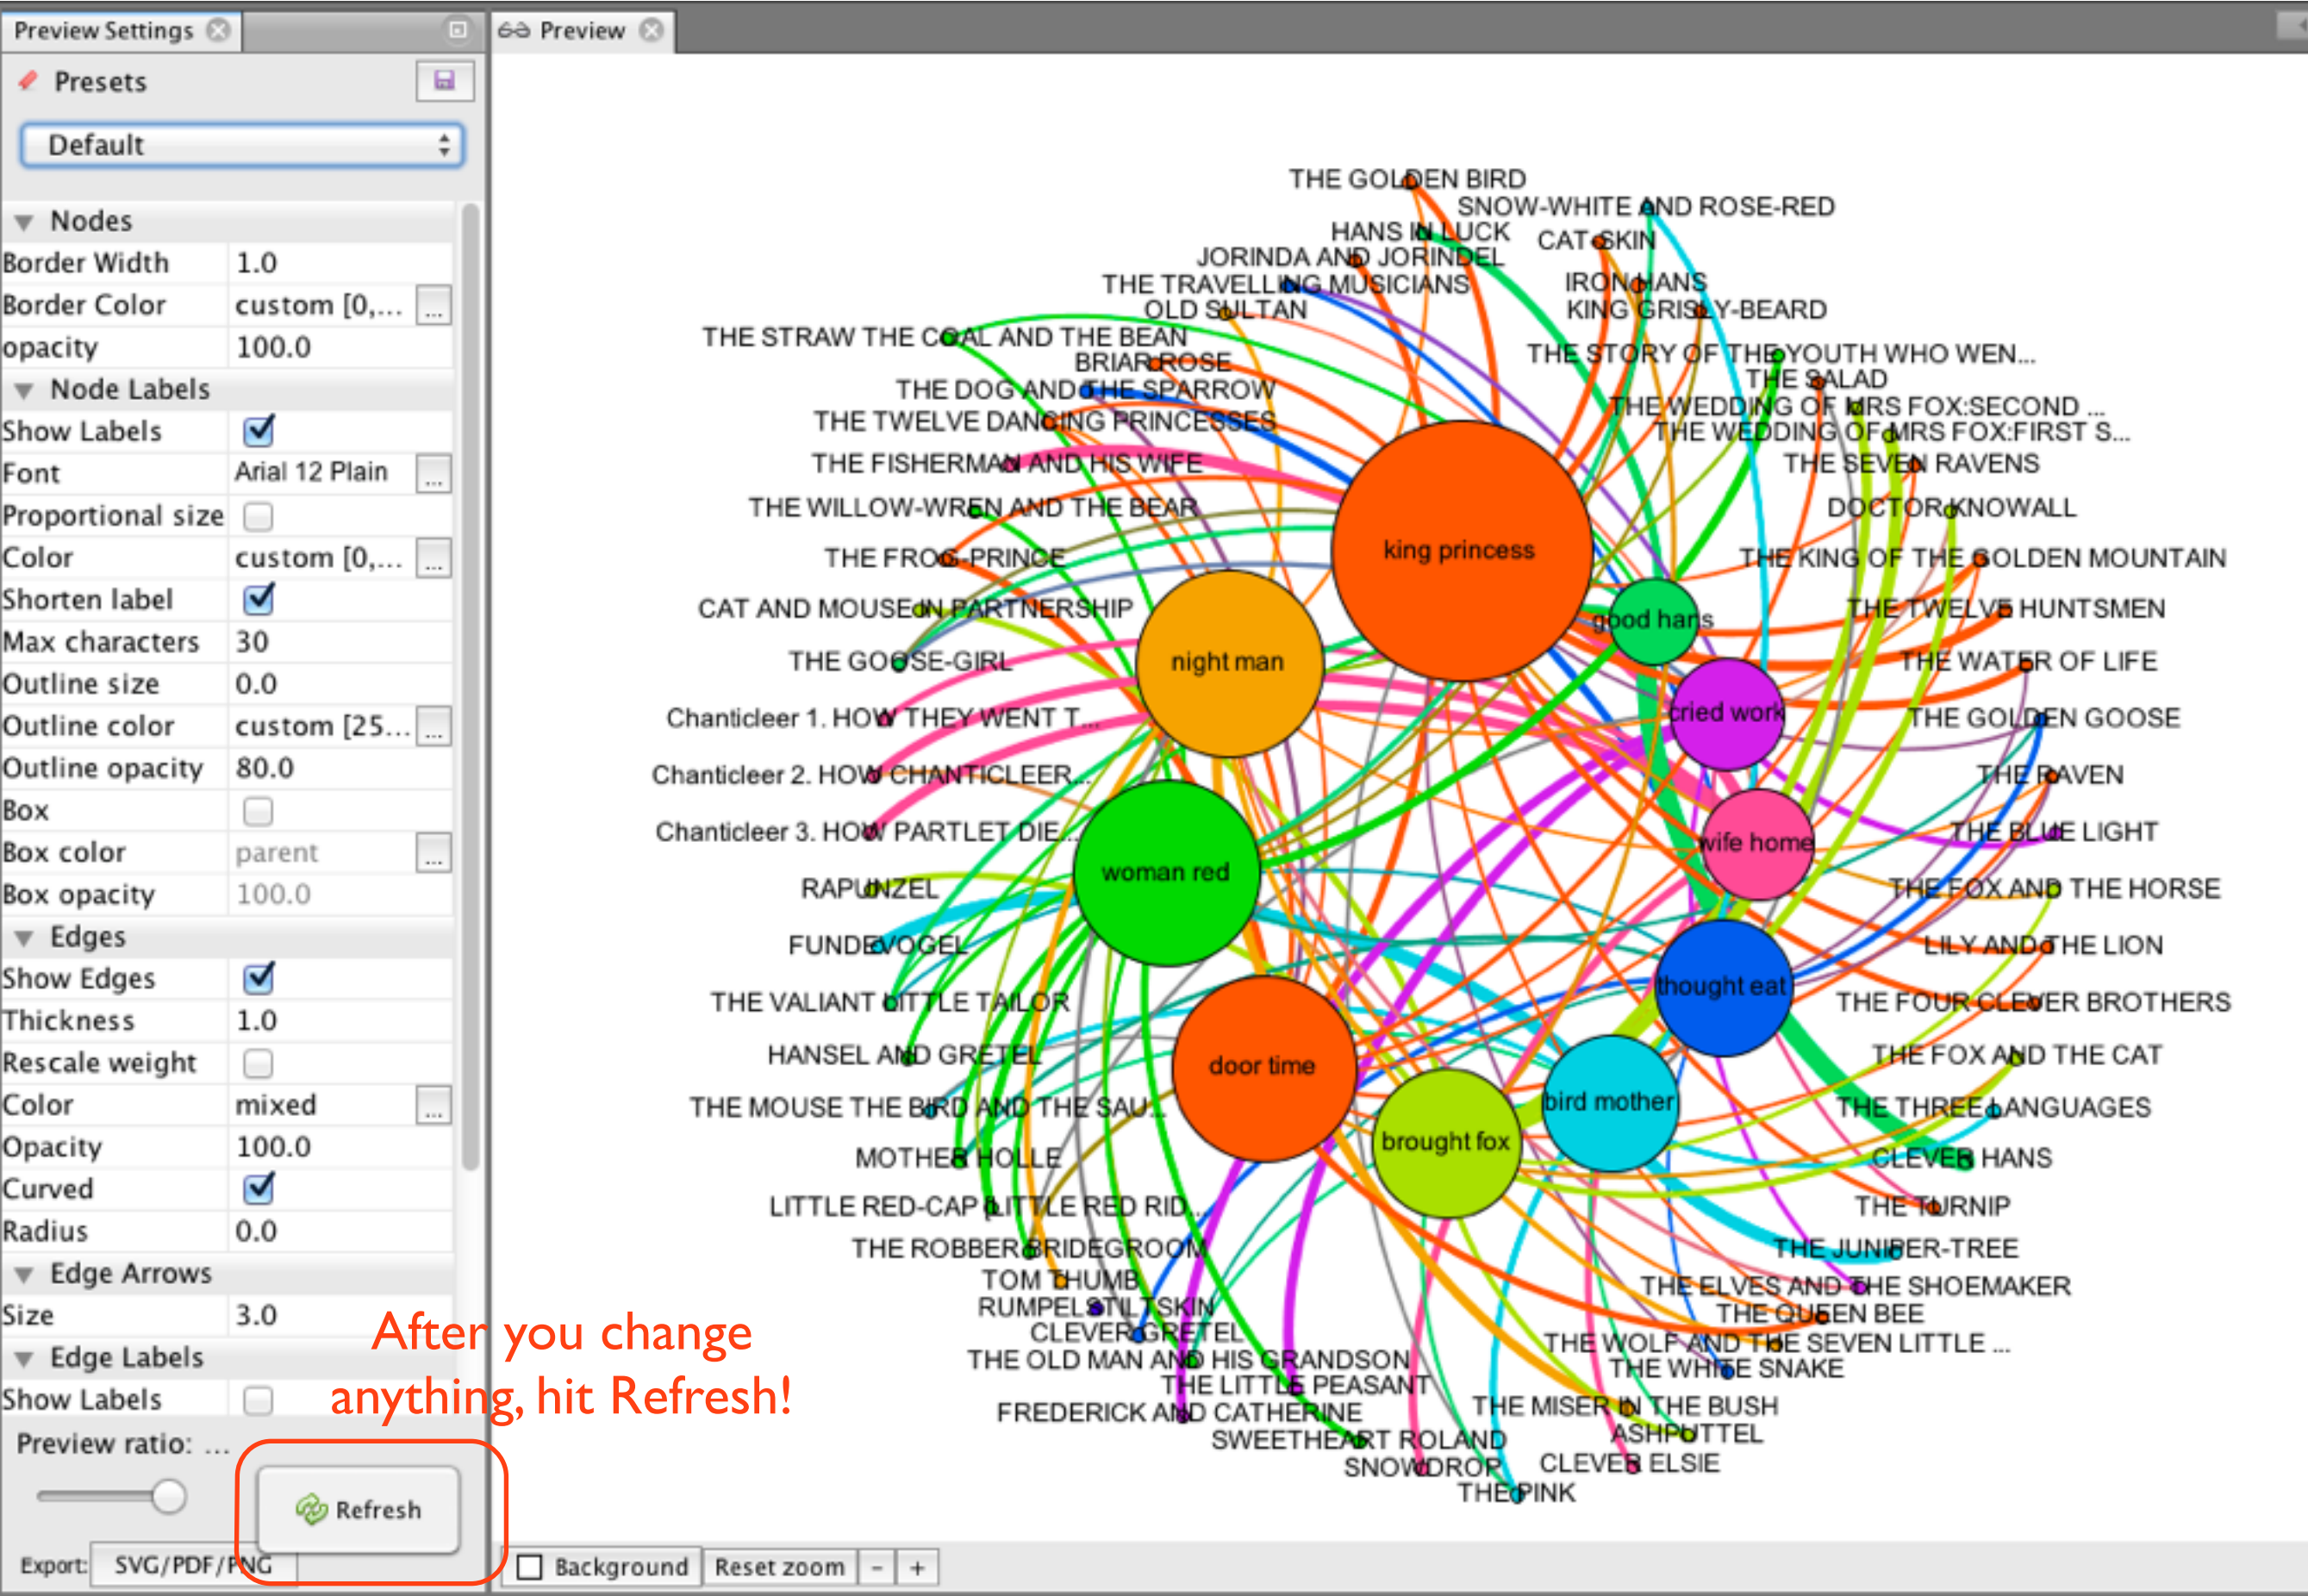 Preview Settings
Preview
Presets
Default
Nodes
Border Width 1.0
Border Color custom [0,... ...
opacity 100.0
Node Labels
Show Labels
Font Arial 12 Plain ...
Proportional size
Color custom [0,... ...
Shorten label
Max characters 30
Outline size 0.0
Outline color custom [25... ...
Outline opacity 80.0
Box
Box color parent ...
Box opacity 100.0
Edges
Show Edges
Thickness 1.0
Rescale weight
Color mixed ...
Opacity 100.0
Curved
Radius 0.0
Edge Arrows
Size 3.0
Edge Labels
Show Labels
Preview ratio: ...
Refresh
Export: SVG/PDF/PNG
After you change
anything, hit Refresh!
THE GOLDEN BIRD
SNOW-WHITE AND ROSE-RED
HANS IN LUCK
CAT-SKIN
JORINDA AND JORINDEL
THE TRAVELLING MUSICIANS
IRON HANS
OLD SULTAN
KING GRISLY-BEARD
THE STRAW THE COAL AND THE BEAN
THE STORY OF THE YOUTH WHO WEN...
BRIAR ROSE
THE SALAD
THE DOG AND THE SPARROW
THE WEDDING OF MRS FOX:SECOND ...
THE TWELVE DANCING PRINCESSES
THE WEDDING OF MRS FOX:FIRST S...
THE FISHERMAN AND HIS WIFE
THE SEVEN RAVENS
THE WILLOW-WREN AND THE BEAR
DOCTOR KNOWALL
king princess
THE FROG-PRINCE
THE KING OF THE GOLDEN MOUNTAIN
CAT AND MOUSE IN PARTNERSHIP
THE TWELVE HUNTSMEN
good hans
THE GOOSE-GIRL
night man
THE WATER OF LIFE
Chanticleer 1. HOW THEY WENT T...
cried work
THE GOLDEN GOOSE
Chanticleer 2. HOW CHANTICLEER...
THE RAVEN
Chanticleer 3. HOW PARTLET DIE...
wife home
THE BLUE LIGHT
woman red
RAPUNZEL
THE FOX AND THE HORSE
FUNDEVOGEL
LILY AND THE LION
thought eat
THE VALIANT LITTLE TAILOR
THE FOUR CLEVER BROTHERS
HANSEL AND GRETEL
door time
THE FOX AND THE CAT
THE MOUSE THE BIRD AND THE SAU...
bird mother
THE THREE LANGUAGES
brought fox
MOTHER HOLLE
CLEVER HANS
LITTLE RED-CAP [LITTLE RED RID...
THE TURNIP
THE ROBBER BRIDEGROOM
THE JUNIPER-TREE
TOM THUMB
THE ELVES AND THE SHOEMAKER
RUMPELSTILTSKIN
THE QUEEN BEE
CLEVER GRETEL
THE WOLF AND THE SEVEN LITTLE ...
THE OLD MAN AND HIS GRANDSON
THE WHITE SNAKE
THE LITTLE PEASANT
FREDERICK AND CATHERINE
THE MISER IN THE BUSH
SWEETHEART ROLAND
ASHPUTTEL
SNOWDROP
CLEVER ELSIE
THE PINK
Background
Reset zoom
-
+